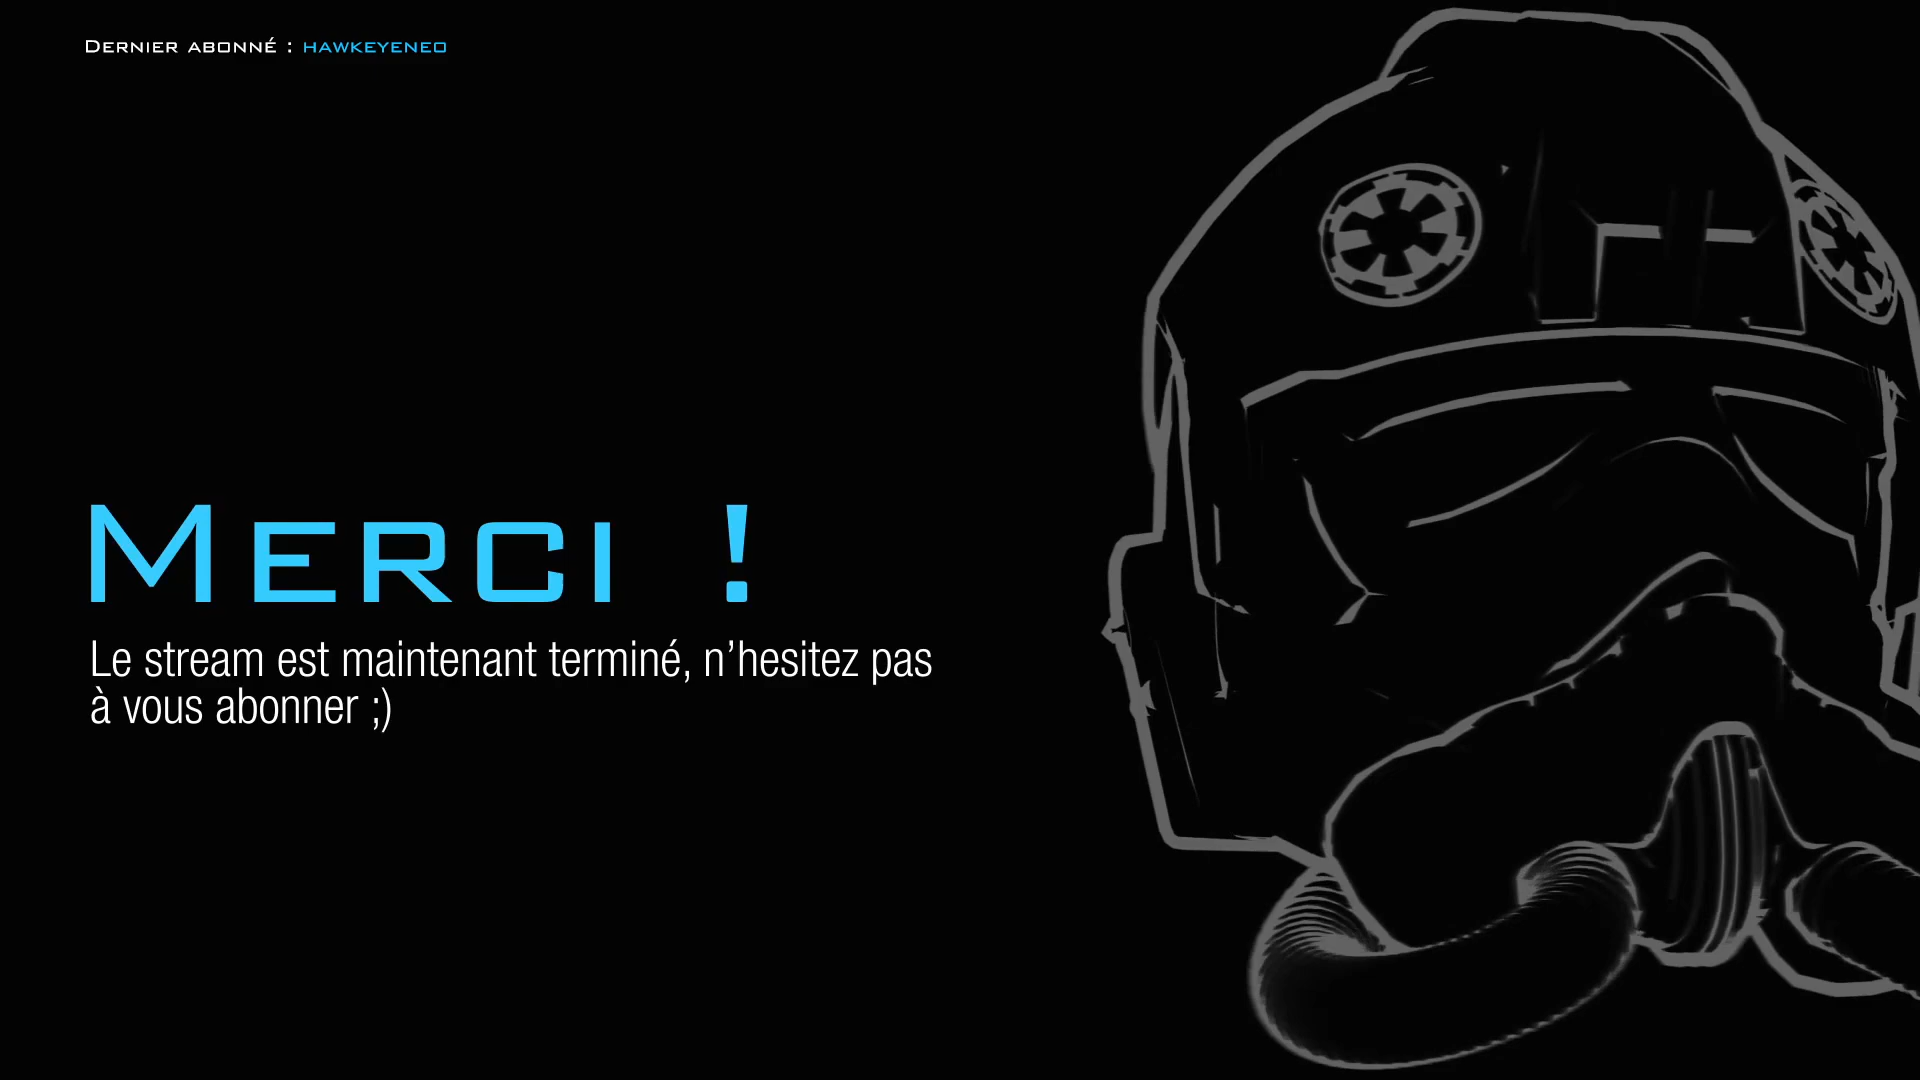 Dernier abonné : hawkeyeneo
Merci !
Le stream est maintenant terminé, n’hesitez pas
à vous abonner ;)